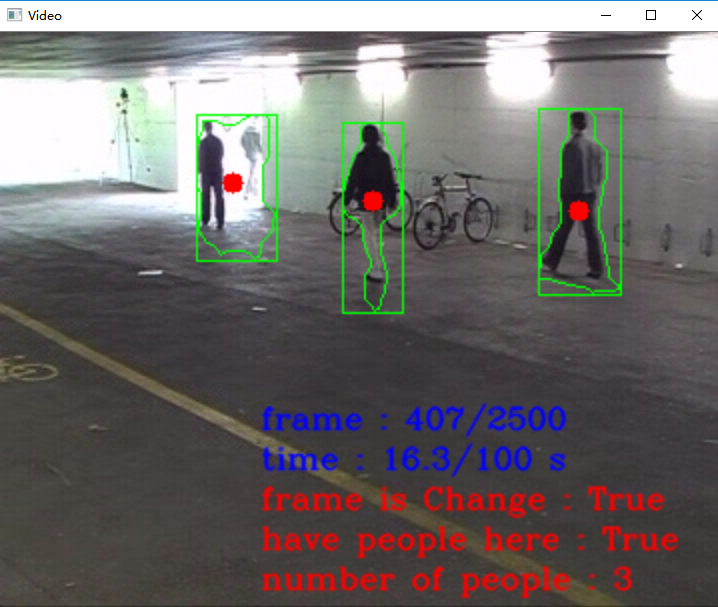 Video
frame : 407/2500
time : 16.3/100 s
frame is Change : True
have people here : True
number of people : 3